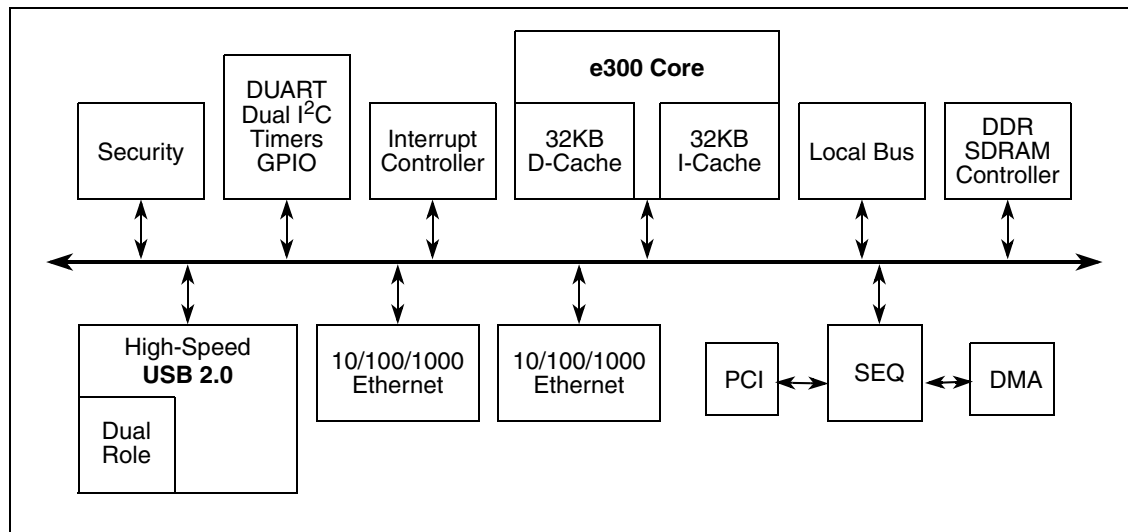 Security
DUART
Dual I²C
Timers
GPIO
Interrupt
Controller
e300 Core
32KB
D-Cache
32KB
I-Cache
Local Bus
DDR
SDRAM
Controller
High-Speed
USB 2.0
Dual
Role
10/100/1000
Ethernet
10/100/1000
Ethernet
PCI
SEQ
DMA